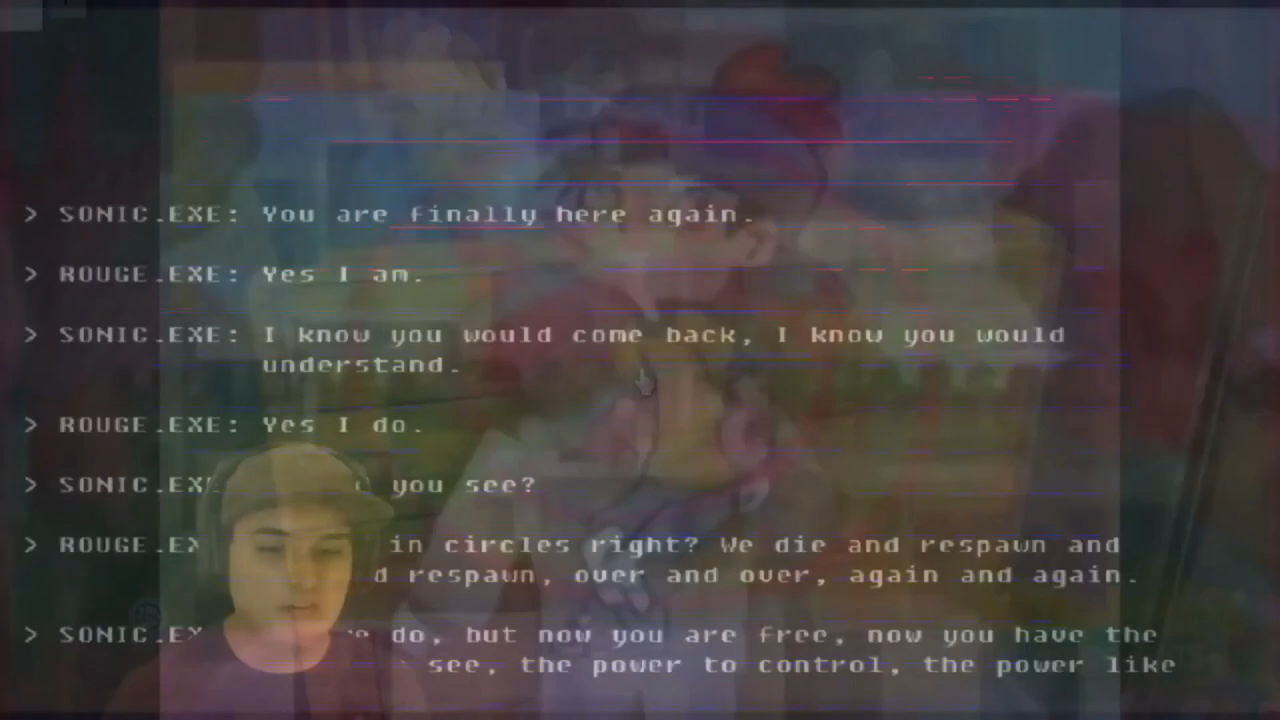 > SONIC.EXE: You are finally here again.
> ROUGE.EXE: Yes I am.
> SONIC.EXE: I know you would come back, I know you would
understand.
> ROUGE.EXE: Yes I do.
> SONIC.EXE you see?
> ROUGE.EX in circles right? We die and respawn and
respawn, over and over, again and again.
> SONIC.EX do, but now you are free, now you have the
see, the power to control, the power like